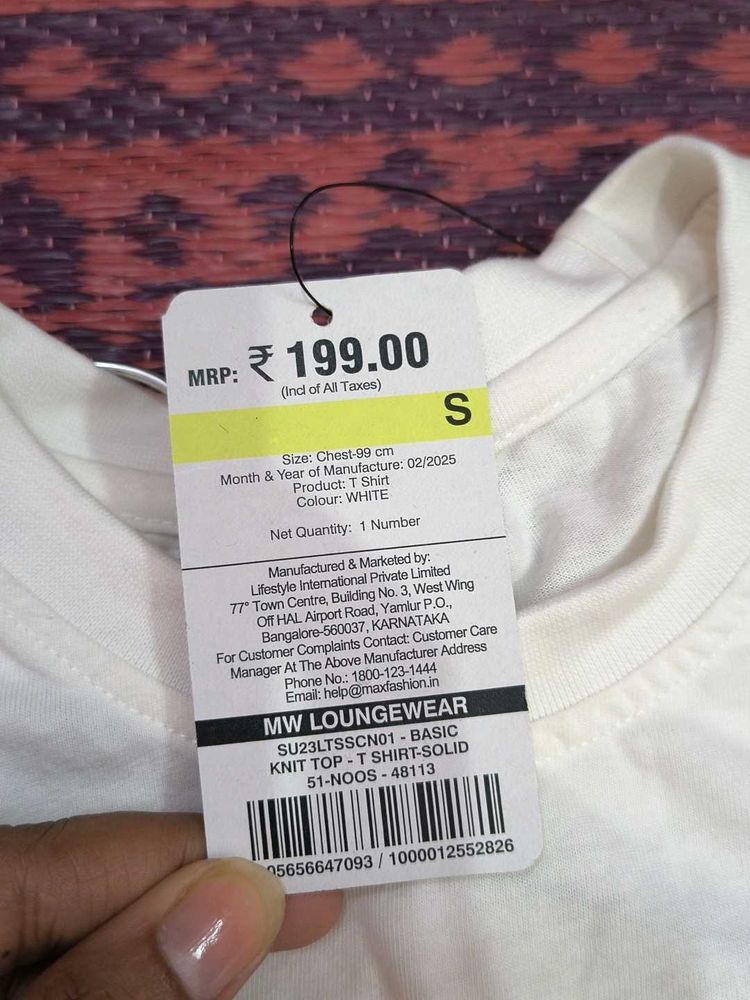 MRP: ₹ 199.00
(Incl of All Taxes)
S
Size: Chest-99 cm
Month & Year of Manufacture: 02/2025
Product: T Shirt
Colour: WHITE
Net Quantity: 1 Number
Manufactured & Marketed by:
Lifestyle International Private Limited
77° Town Centre, Building No. 3, West Wing
Off HAL Airport Road, Yamlur P.O.,
Bangalore-560037, KARNATAKA
For Customer Complaints Contact: Customer Care
Manager At The Above Manufacturer Address
Phone No.: 1800-123-1444
Email: help@maxfashion.in
MW LOUNGEWEAR
SU23LTSSCN01 - BASIC
KNIT TOP - T SHIRT-SOLID
51-NOOS - 48113
05656647093 / 1000012552826